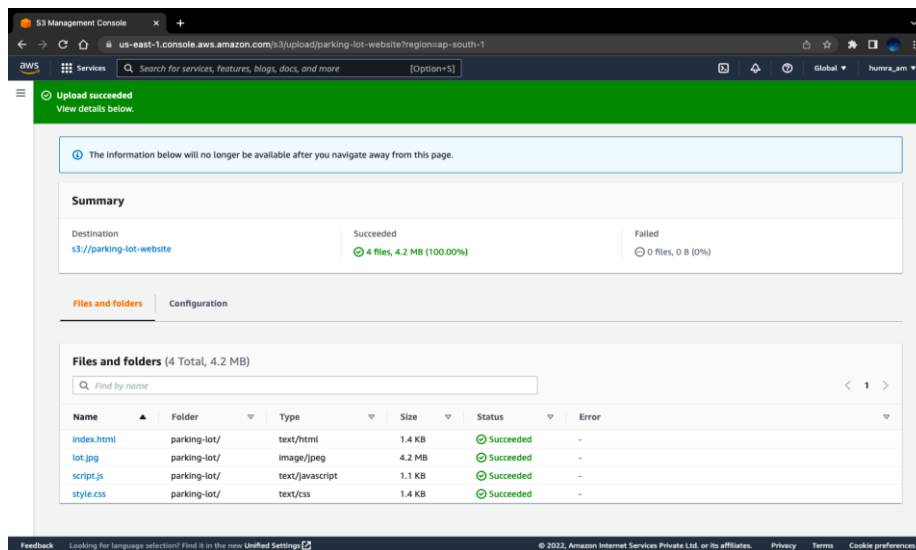 S3 Management Console
us-east-1.console.aws.amazon.com/s3/upload/parking-lot-website?region=ap-south-1
aws Services Search for services, features, blogs, docs, and more [Option+S] Global humra_am
Upload succeeded
View details below.
The information below will no longer be available after you navigate away from this page.
Summary
Destination Succeeded Failed
s3://parking-lot-website 4 files, 4.2 MB (100.00%) 0 files, 0 B (0%)
Files and folders Configuration
Files and folders (4 Total, 4.2 MB)
Find by name 1
Name Folder Type Size Status Error
index.html parking-lot/ text/html 1.4 KB Succeeded -
lot.jpg parking-lot/ image/jpeg 4.2 MB Succeeded -
script.js parking-lot/ text/javascript 1.1 KB Succeeded -
style.css parking-lot/ text/css 1.4 KB Succeeded -
Feedback Looking for language selection? Find it in the new Unified Settings © 2022, Amazon Internet Services Private Ltd. or its affiliates. Privacy Terms Cookie preferences